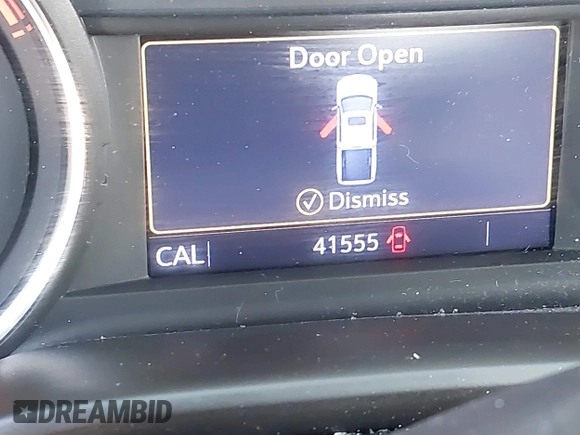 Door Open
Dismiss
CAL
41555
DREAMBID